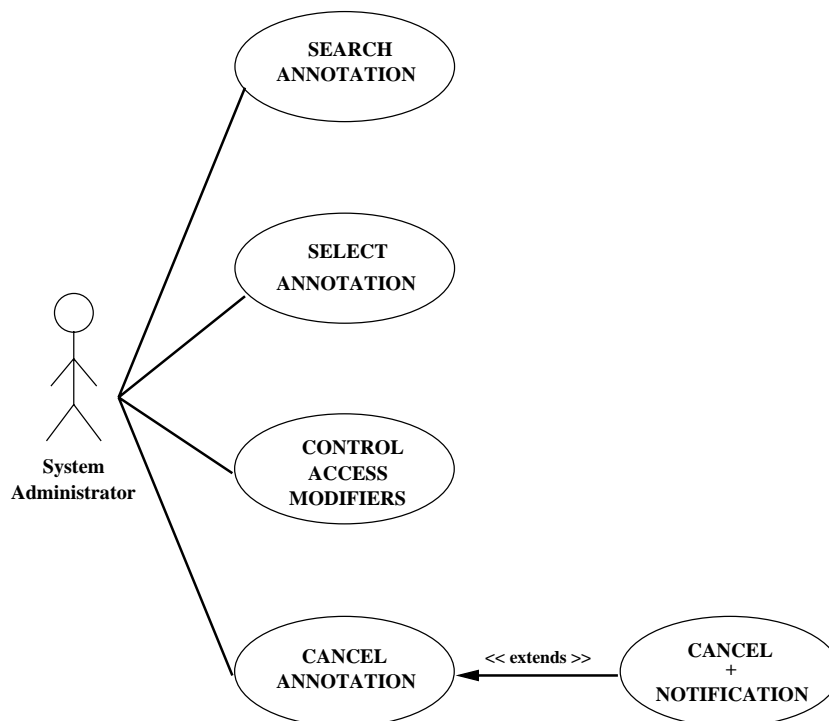 SEARCH
ANNOTATION
SELECT
ANNOTATION
System
Administrator
CONTROL
ACCESS
MODIFIERS
CANCEL
ANNOTATION
<< extends >>
CANCEL
+
NOTIFICATION